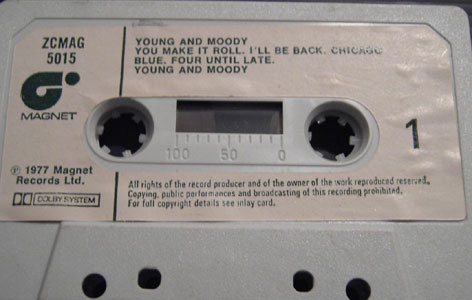 ZCMAG
5015
YOUNG AND MOODY
YOU MAKE IT ROLL. I'LL BE BACK. CHICAGO
BLUE. FOUR UNTIL LATE.
YOUNG AND MOODY
MAGNET
100 50 0
1
℗ 1977 Magnet
Records Ltd.
DOLBY SYSTEM
All rights of the record producer and of the owner of the work reproduced reserved.
Copying, public performances and broadcasting of this recording prohibited.
For full copyright details see inlay card.